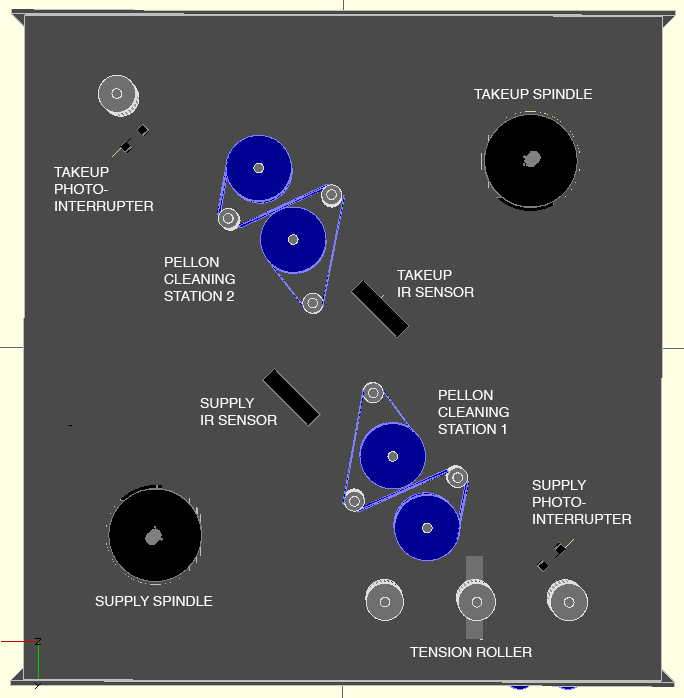 TAKEUP SPINDLE
TAKEUP
PHOTO-
INTERRUPTER
PELLON
CLEANING
STATION 2
TAKEUP
IR SENSOR
SUPPLY
IR SENSOR
PELLON
CLEANING
STATION 1
SUPPLY
PHOTO-
INTERRUPTER
SUPPLY SPINDLE
TENSION ROLLER
Z